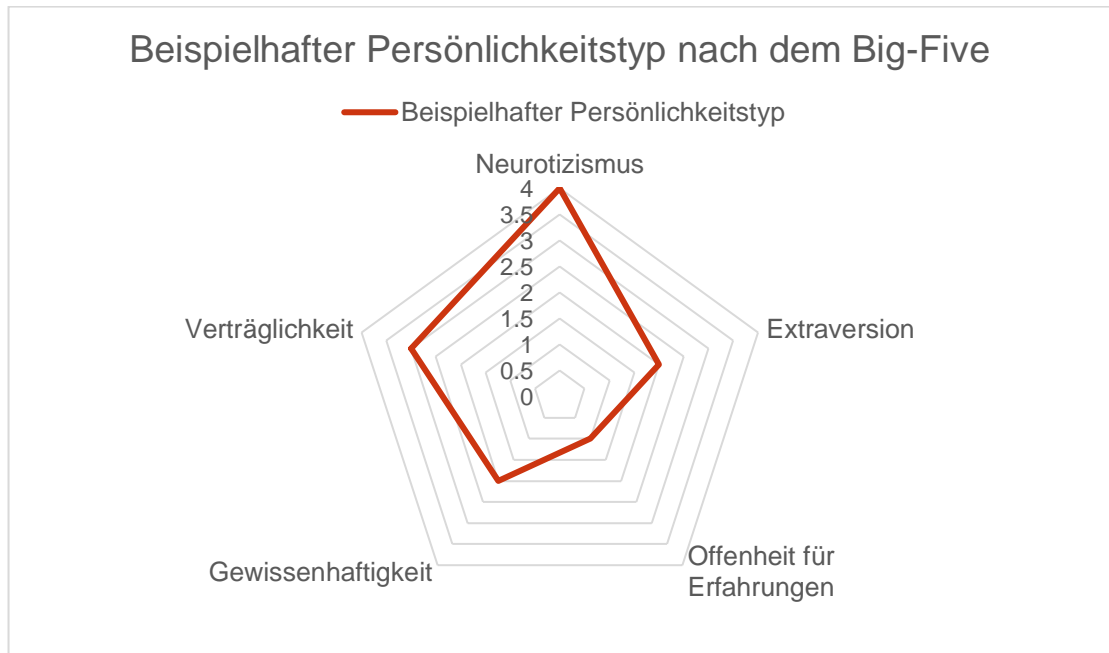 Beispielhafter Persönlichkeitstyp nach dem Big-Five
Beispielhafter Persönlichkeitstyp
Neurotizismus
4
3.5
3
2.5
2
1.5
1
0.5
0
Verträglichkeit
Extraversion
Gewissenhaftigkeit
Offenheit für
Erfahrungen